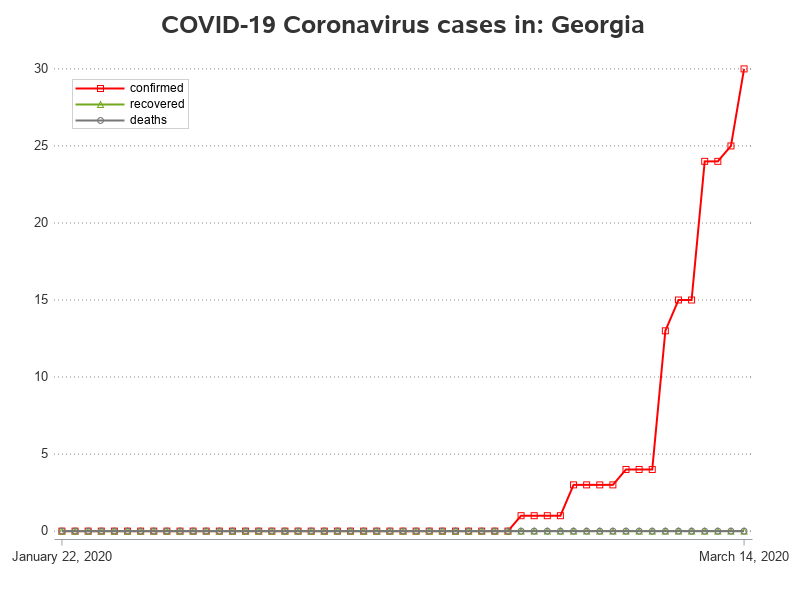 COVID-19 Coronavirus cases in: Georgia
30
confirmed
recovered
deaths
25
20
15
10
5
0
January 22, 2020
March 14, 2020